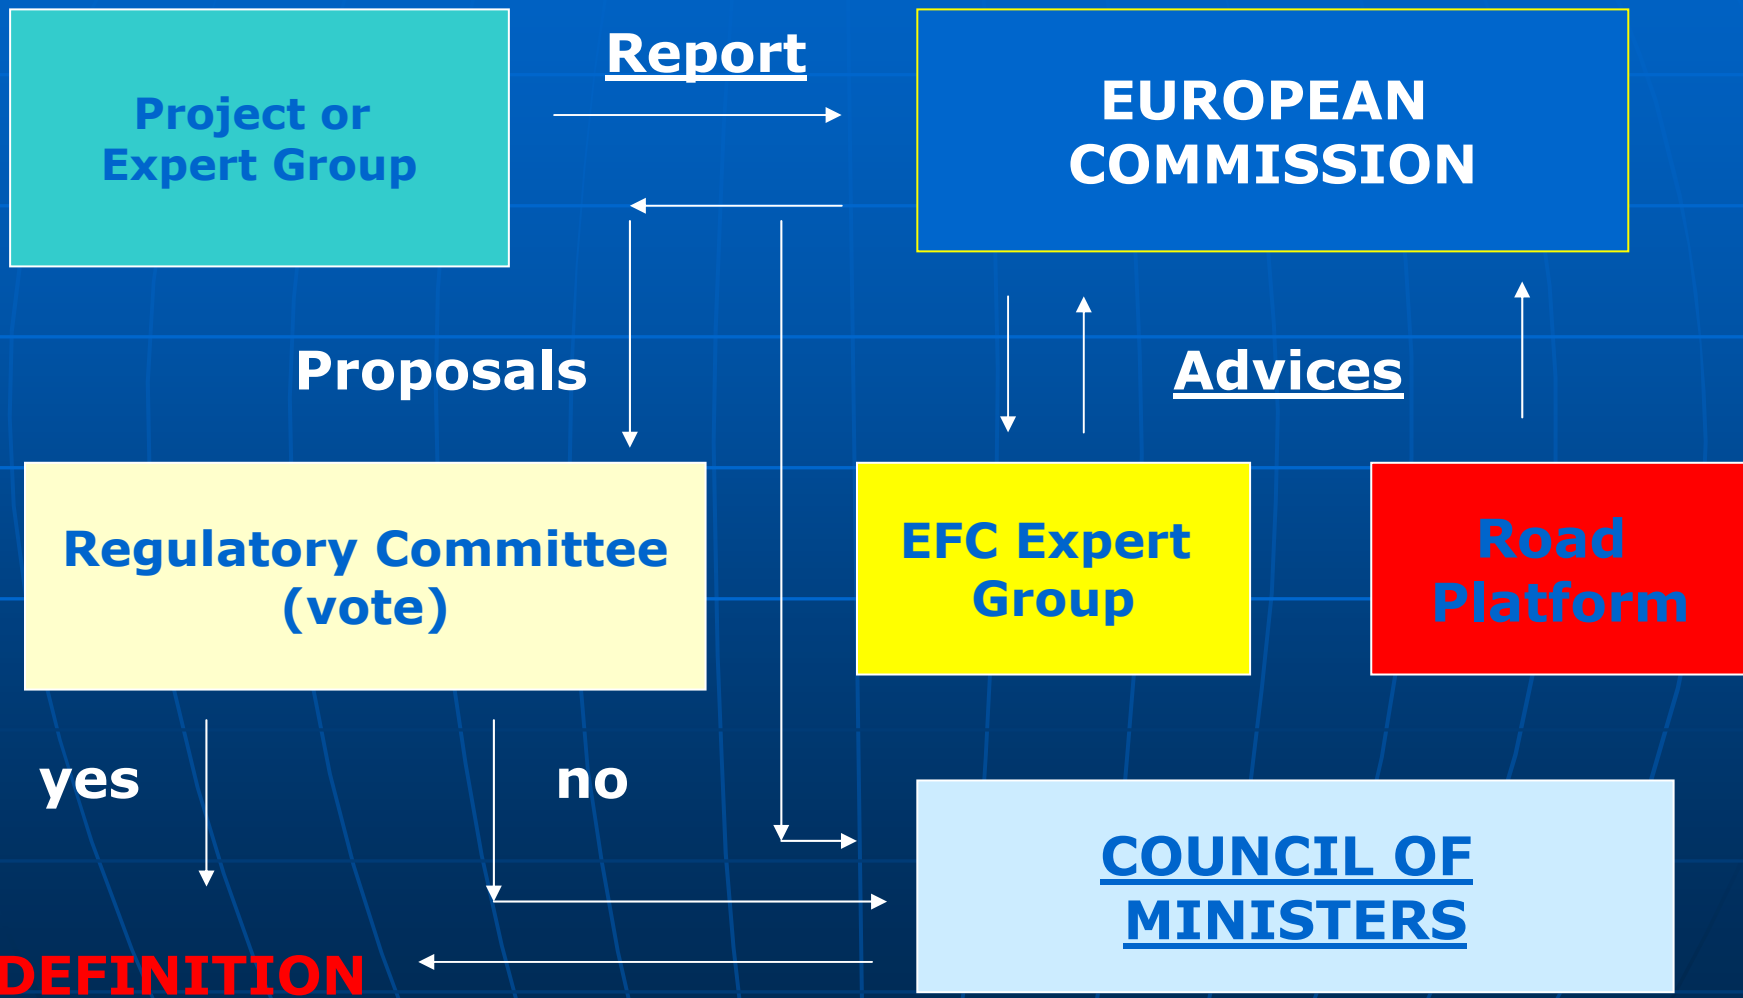 Report
Project or
Expert Group
EUROPEAN
COMMISSION
Proposals
Advices
Regulatory Committee
(vote)
EFC Expert
Group
Road
Platform
yes
no
COUNCIL OF
MINISTERS
DEFINITION